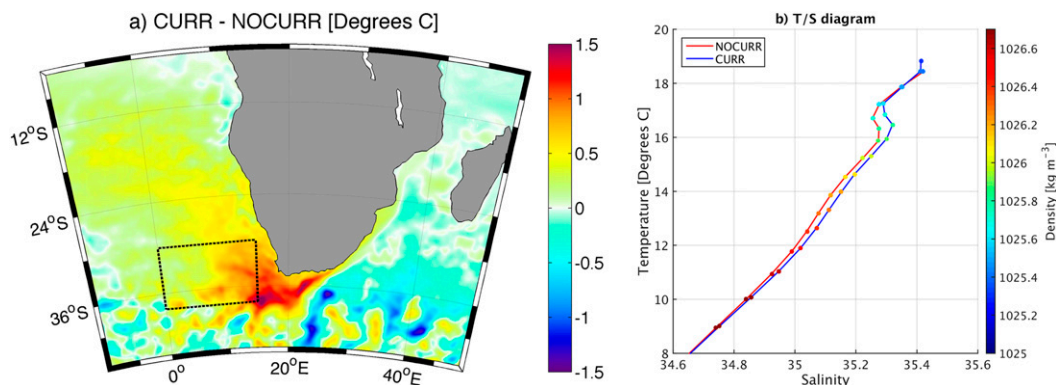 a) CURR - NOCURR [Degrees C]
12°S
24°S
36°S
0°
20°E
40°E
1.5
1
0.5
0
-0.5
-1
-1.5
b) T/S diagram
NOCURR
CURR
Temperature [Degrees C]
20
18
16
14
12
10
8
34.6
34.8
35
35.2
35.4
35.6
Salinity
1026.6
1026.4
1026.2
1026
1025.8
1025.6
1025.4
1025.2
1025
Density [kg m⁻³]